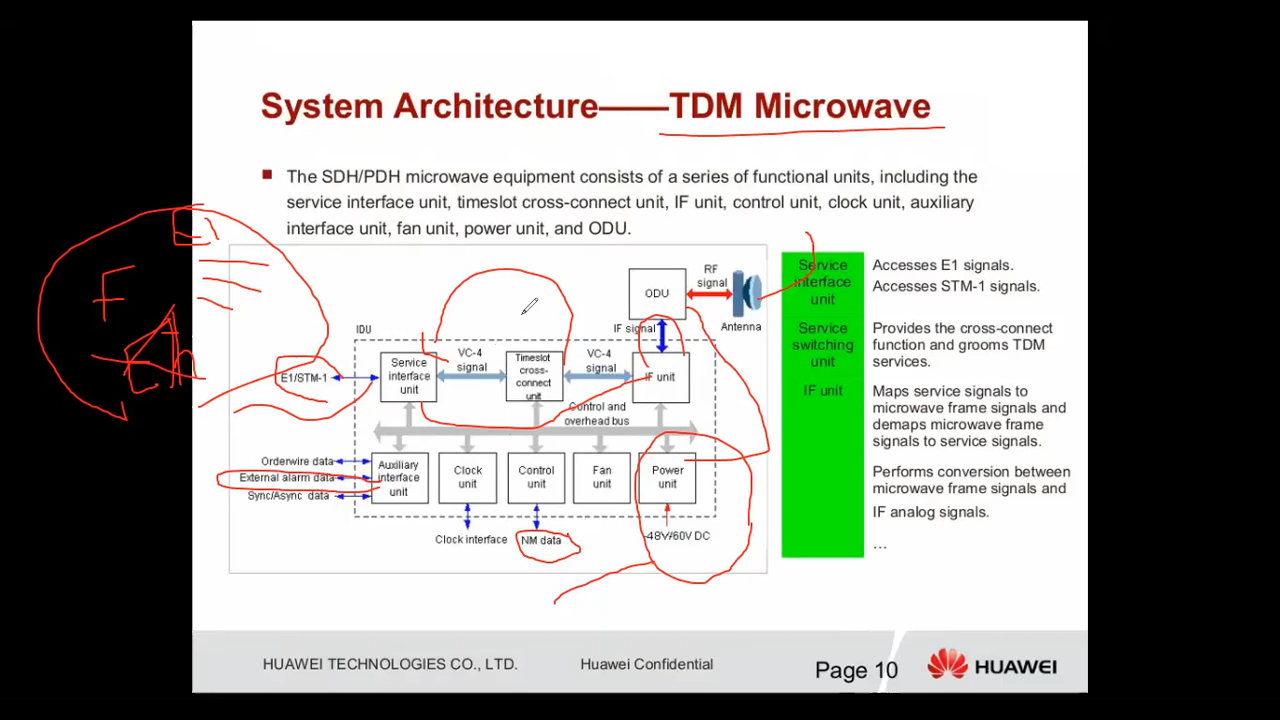 System Architecture——TDM Microwave
The SDH/PDH microwave equipment consists of a series of functional units, including the
service interface unit, timeslot cross-connect unit, IF unit, control unit, clock unit, auxiliary
interface unit, fan unit, power unit, and ODU.
E1
F
Eth
IDU
ODU
RF
signal
Antenna
IF signal
E1/STM-1
Service
interface
unit
VC-4
signal
Timeslot
cross-
connect
unit
VC-4
signal
IF unit
Control and
overhead bus
Orderwire data
External alarm data
Sync/Async data
Auxiliary
interface
unit
Clock
unit
Control
unit
Fan
unit
Power
unit
Clock interface
NM data
-48V/60V DC
Service
interface
unit
Accesses E1 signals.
Accesses STM-1 signals.
Service
switching
unit
Provides the cross-connect
function and grooms TDM
services.
IF unit
Maps service signals to
microwave frame signals and
demaps microwave frame
signals to service signals.
Performs conversion between
microwave frame signals and
IF analog signals.
…
HUAWEI TECHNOLOGIES CO., LTD.
Huawei Confidential
Page 10
HUAWEI